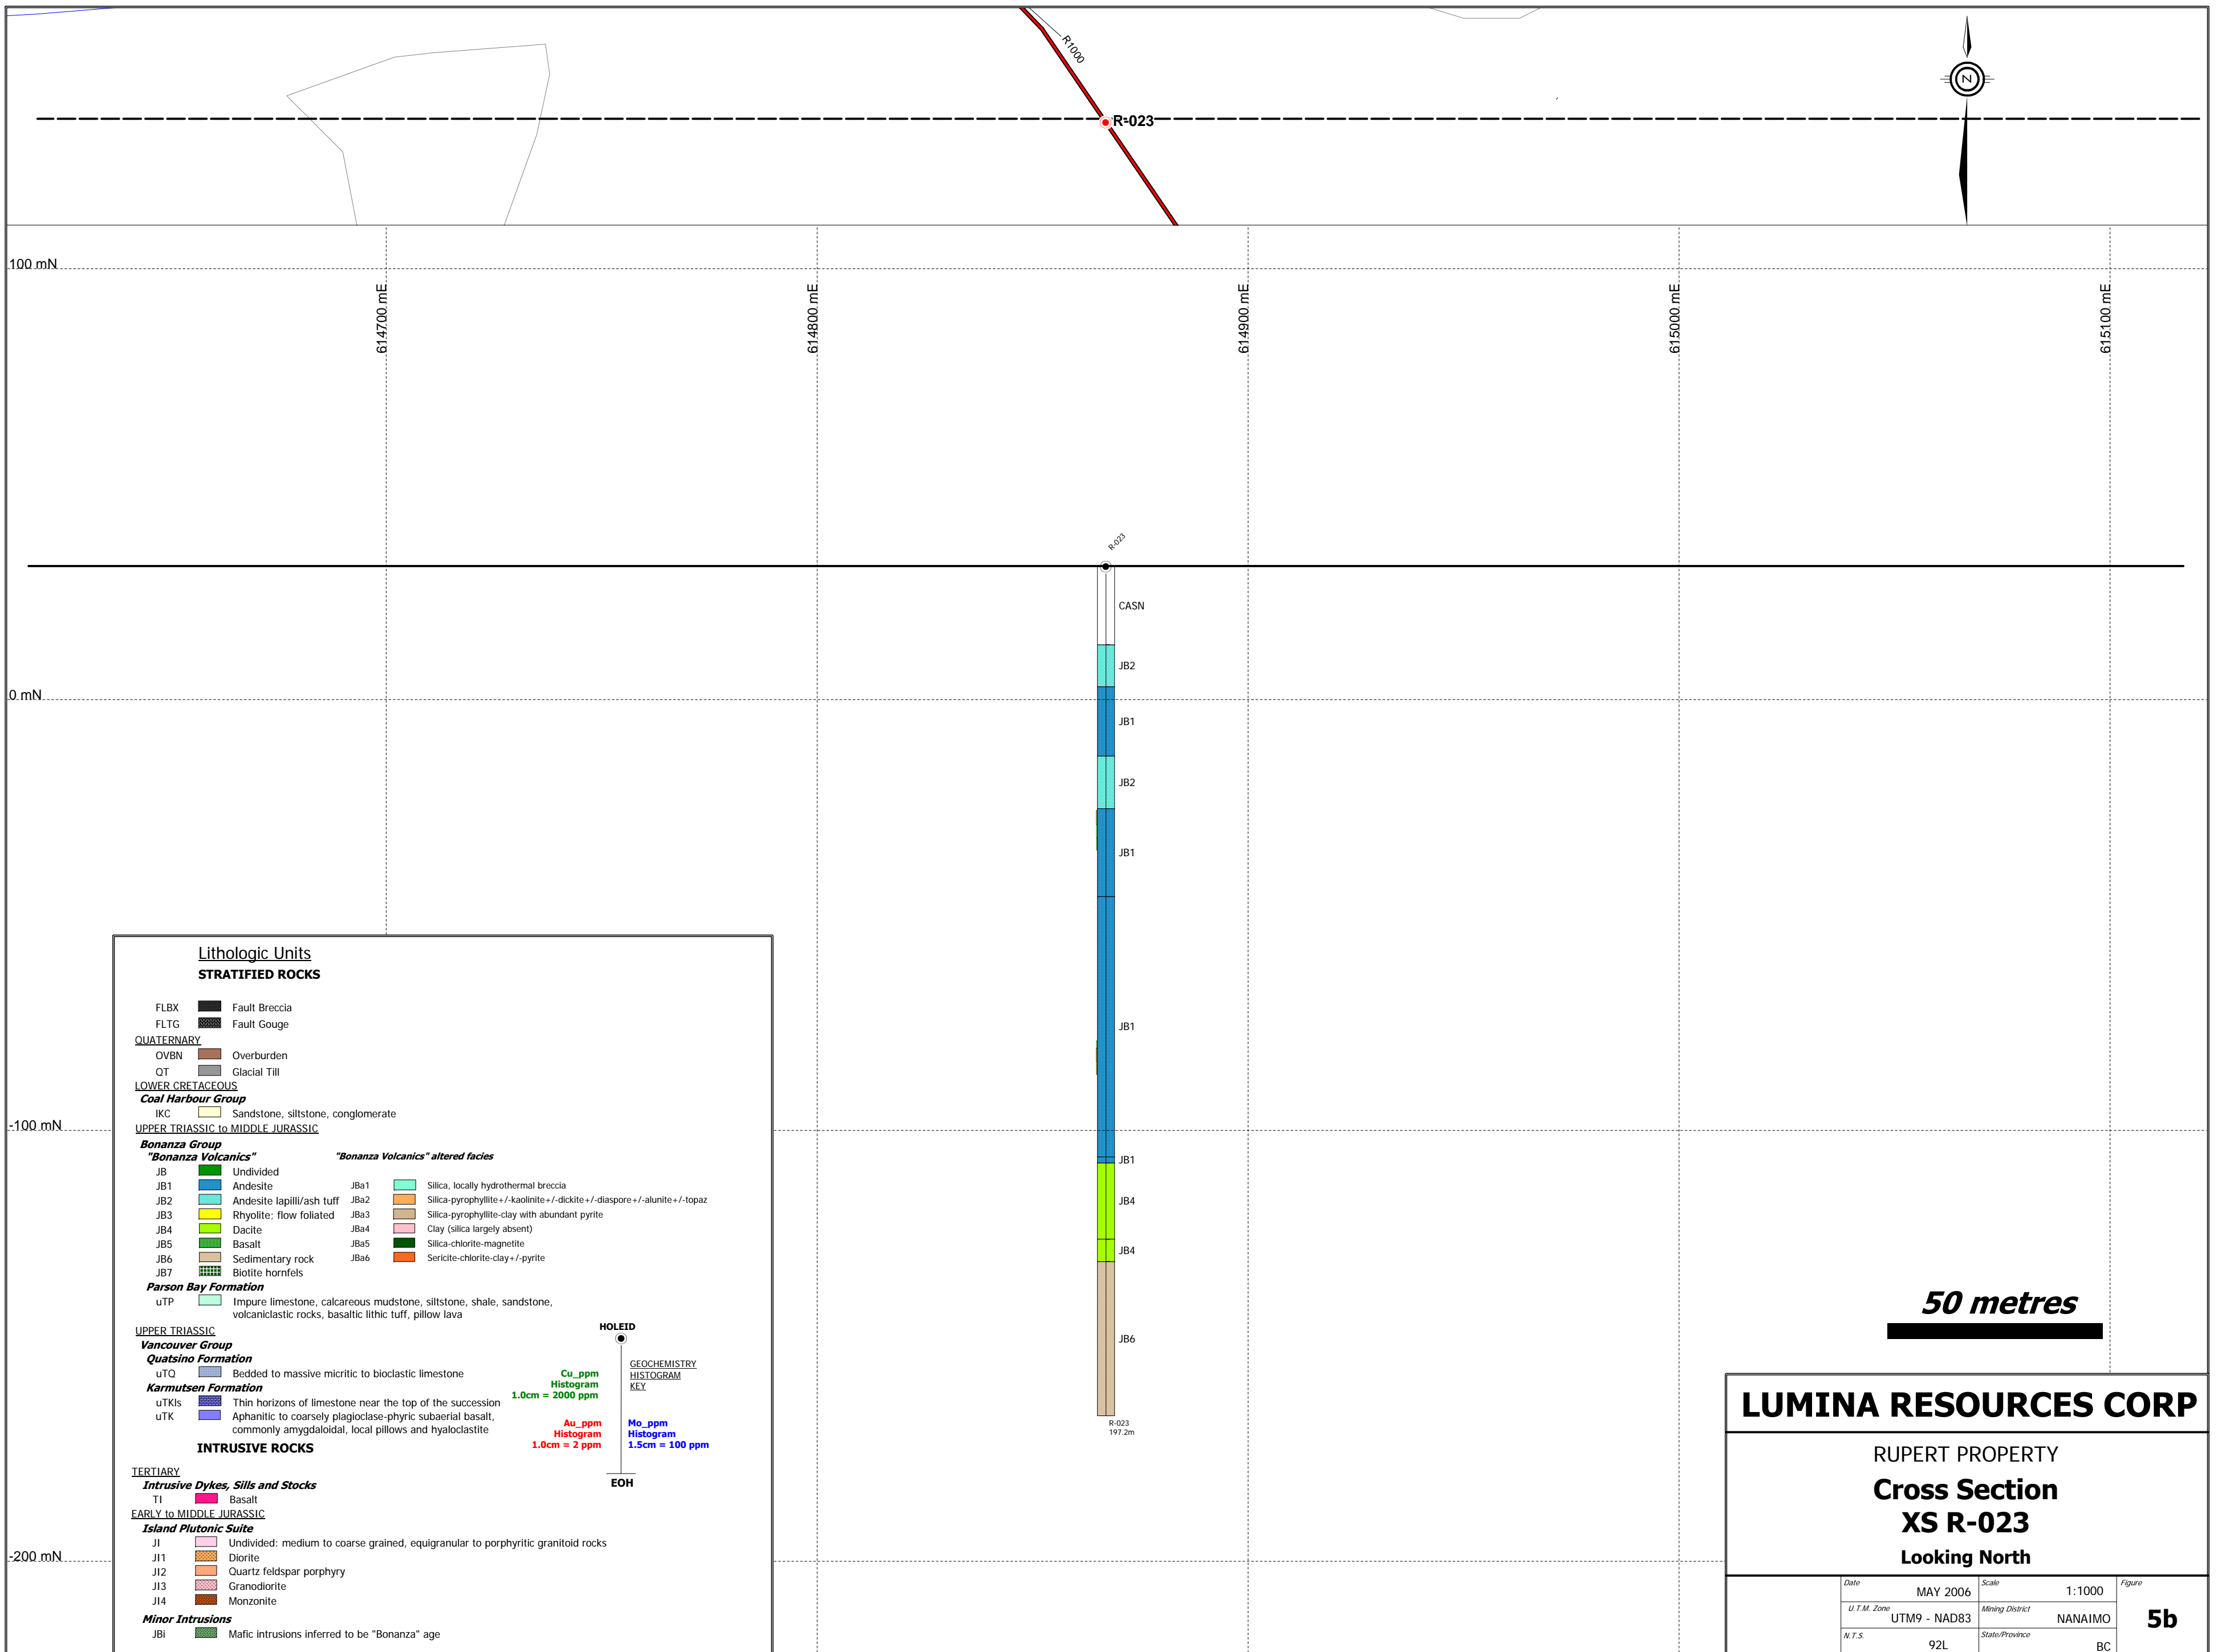 R1000
N
R-023
100 mN
614700 mE
614800 mE
614900 mE
615000 mE
615100 mE
R-023
CASN
JB2
0 mN
JB1
JB2
JB1
JB1
-100 mN
JB1
JB4
JB4
JB6
R-023
197.2m
-200 mN
Lithologic Units
STRATIFIED ROCKS
FLBX Fault Breccia
FLTG Fault Gouge
QUATERNARY
OVBN Overburden
QT Glacial Till
LOWER CRETACEOUS
Coal Harbour Group
IKC Sandstone, siltstone, conglomerate
UPPER TRIASSIC to MIDDLE JURASSIC
Bonanza Group
"Bonanza Volcanics" "Bonanza Volcanics" altered facies
JB Undivided
JB1 Andesite JBa1 Silica, locally hydrothermal breccia
JB2 Andesite lapilli/ash tuff JBa2 Silica-pyrophyllite+/-kaolinite+/-dickite+/-diaspore+/-alunite+/-topaz
JB3 Rhyolite; flow foliated JBa3 Silica-pyrophyllite-clay with abundant pyrite
JB4 Dacite JBa4 Clay (silica largely absent)
JB5 Basalt JBa5 Silica-chlorite-magnetite
JB6 Sedimentary rock JBa6 Sericite-chlorite-clay+/-pyrite
JB7 Biotite hornfels
Parson Bay Formation
uTP Impure limestone, calcareous mudstone, siltstone, shale, sandstone,
volcaniclastic rocks, basaltic lithic tuff, pillow lava
UPPER TRIASSIC
Vancouver Group
Quatsino Formation
uTQ Bedded to massive micritic to bioclastic limestone
Karmutsen Formation
uTKls Thin horizons of limestone near the top of the succession
uTK Aphanitic to coarsely plagioclase-phyric subaerial basalt,
commonly amygdaloidal, local pillows and hyaloclastite
INTRUSIVE ROCKS
TERTIARY
Intrusive Dykes, Sills and Stocks
TI Basalt
EARLY to MIDDLE JURASSIC
Island Plutonic Suite
JI Undivided: medium to coarse grained, equigranular to porphyritic granitoid rocks
JI1 Diorite
JI2 Quartz feldspar porphyry
JI3 Granodiorite
JI4 Monzonite
Minor Intrusions
JBi Mafic intrusions inferred to be "Bonanza" age
HOLEID
GEOCHEMISTRY
HISTOGRAM
KEY
Cu_ppm
Histogram
1.0cm = 2000 ppm
Au_ppm
Histogram
1.0cm = 2 ppm
Mo_ppm
Histogram
1.5cm = 100 ppm
EOH
50 metres
LUMINA RESOURCES CORP
RUPERT PROPERTY
Cross Section
XS R-023
Looking North
Date MAY 2006 Scale 1:1000 Figure
U.T.M. Zone UTM9 - NAD83 Mining District NANAIMO 5b
N.T.S. 92L State/Province BC